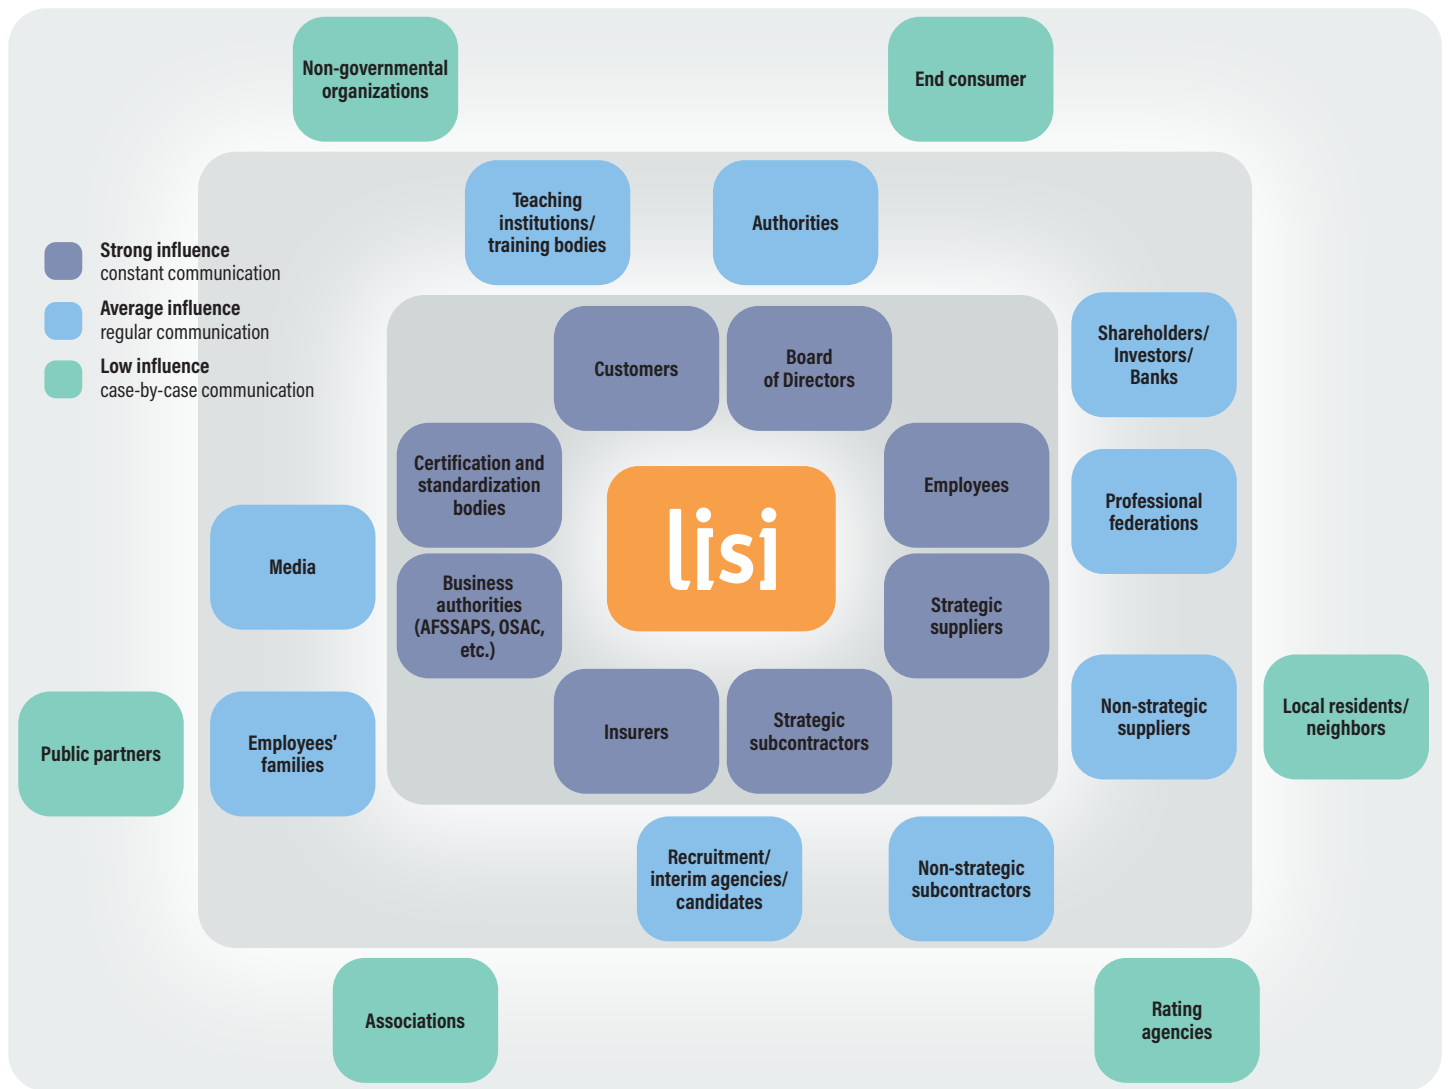 Non-governmental
organizations
End consumer
Teaching
institutions/
training bodies
Authorities
Strong influence
constant communication
Average influence
regular communication
Low influence
case-by-case communication
Customers
Board
of Directors
Shareholders/
Investors/
Banks
Certification and
standardization
bodies
Employees
Professional
federations
lisi
Media
Business
authorities
(AFSSAPS, OSAC,
etc.)
Strategic
suppliers
Public partners
Employees’
families
Insurers
Strategic
subcontractors
Non-strategic
suppliers
Local residents/
neighbors
Recruitment/
interim agencies/
candidates
Non-strategic
subcontractors
Associations
Rating
agencies